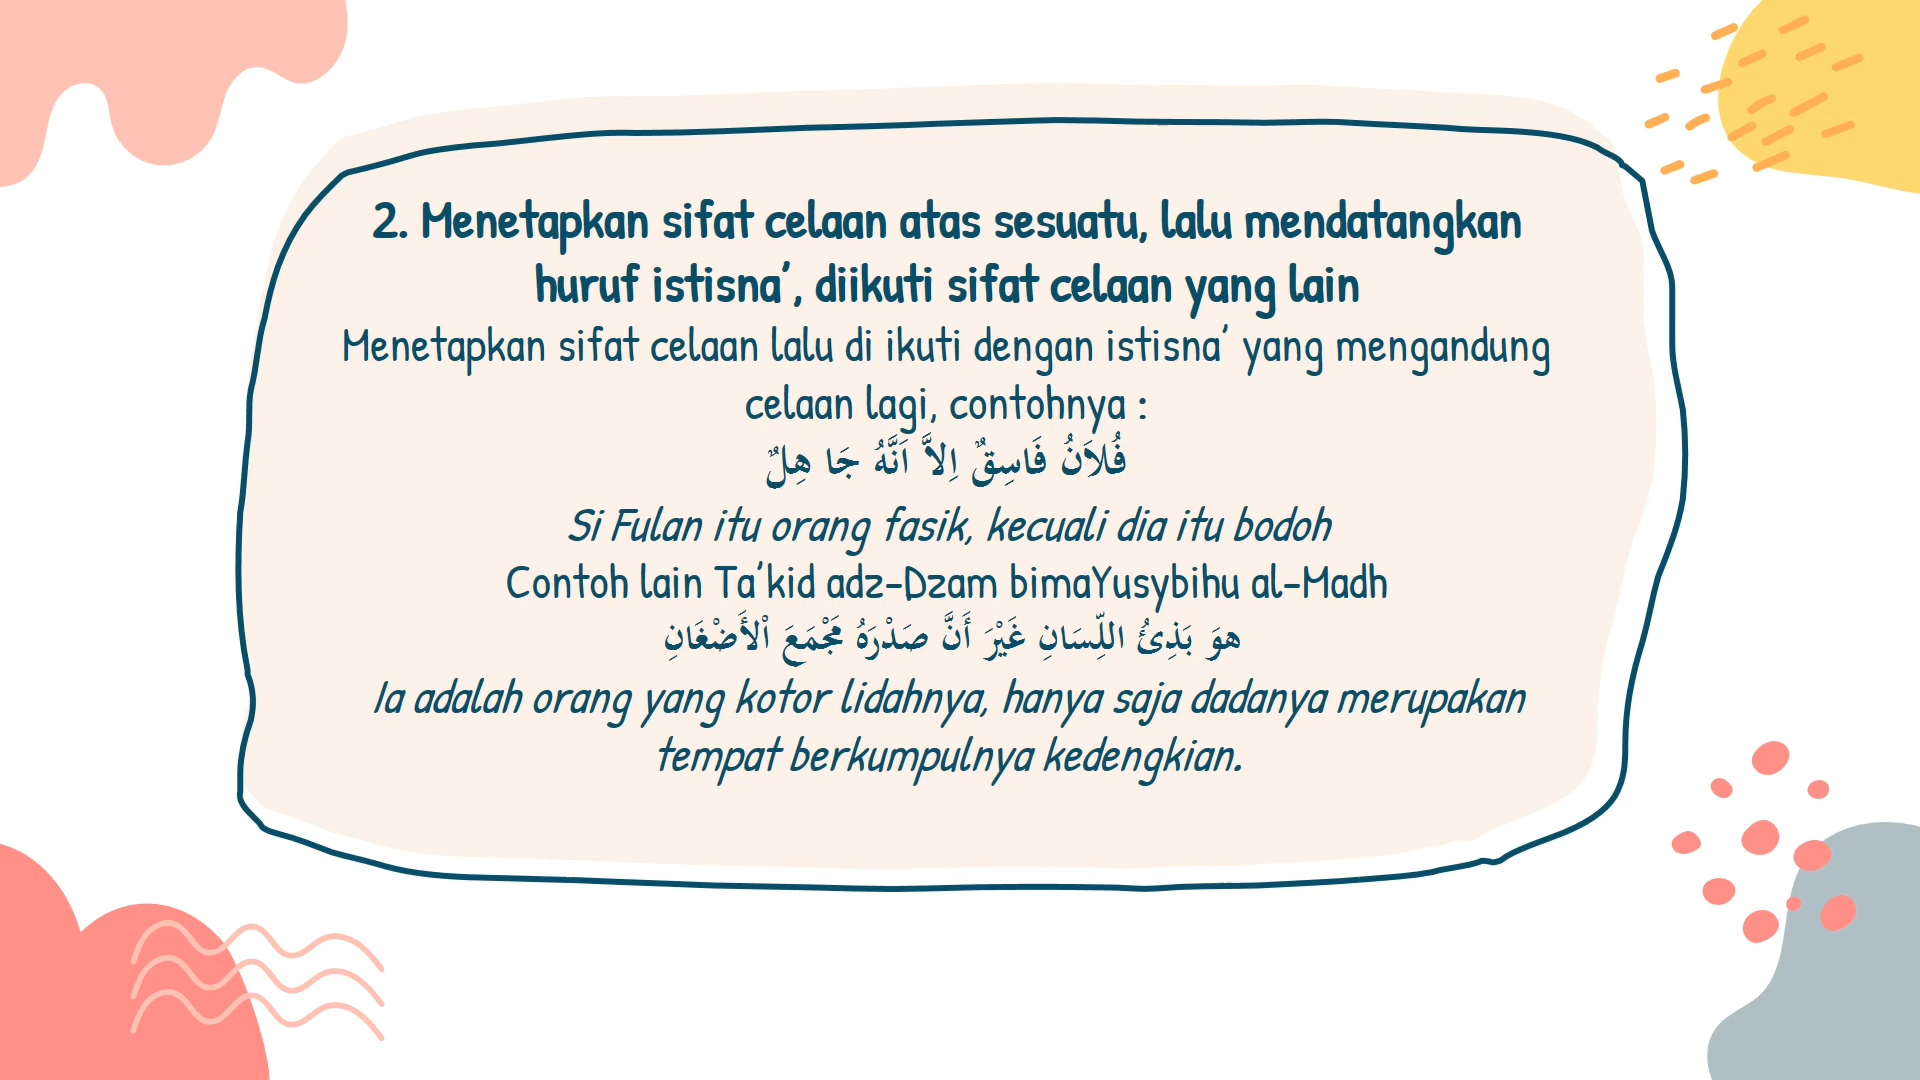 2. Menetapkan sifat celaan atas sesuatu, lalu mendatangkan
huruf istisna’, diikuti sifat celaan yang lain
Menetapkan sifat celaan lalu di ikuti dengan istisna’ yang mengandung
celaan lagi, contohnya :
فُلاَنُ فَاسِقٌ اِلاَّ اَنَّهُ جَا هِلٌ
Si Fulan itu orang fasik, kecuali dia itu bodoh
Contoh lain Ta’kid adz-Dzam bimaYusybihu al-Madh
هوَ بَذِئُ اللِّسَانِ غَيْرَ أَنَّ صَدْرَهُ مَجْمَعَ اْلأَضْغَانِ
Ia adalah orang yang kotor lidahnya, hanya saja dadanya merupakan
tempat berkumpulnya kedengkian.